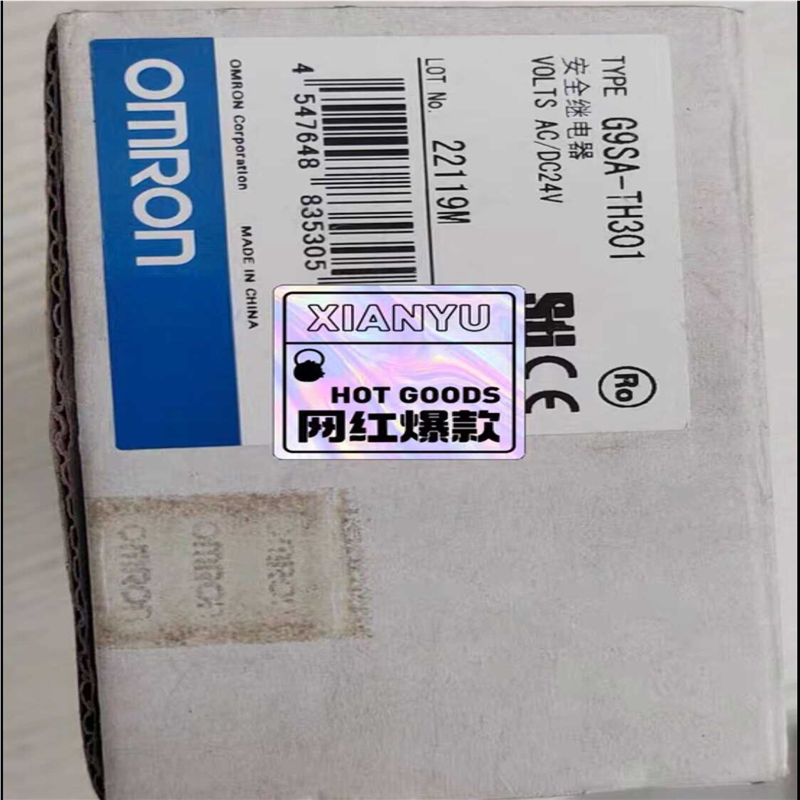 TYPE G9SA-TH301
安全继电器
VOLTS AC/DC24V
LOT No. 22119M
4 547648 835305
OMRON Corporation MADE IN CHINA
OMRON
CE
Ro
XIANYU
HOT GOODS
网红爆款
OMRON
OMRON
OMRON